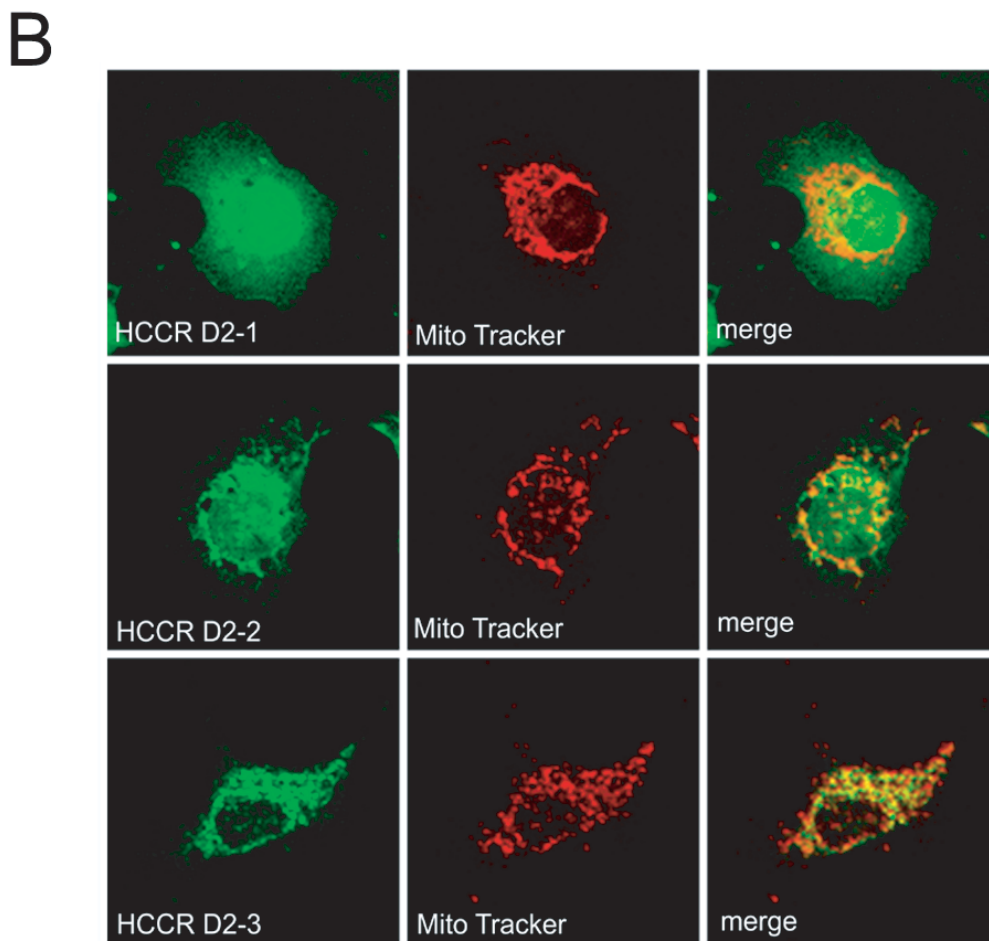 B
HCCR D2-1
Mito Tracker
merge
HCCR D2-2
Mito Tracker
merge
HCCR D2-3
Mito Tracker
merge